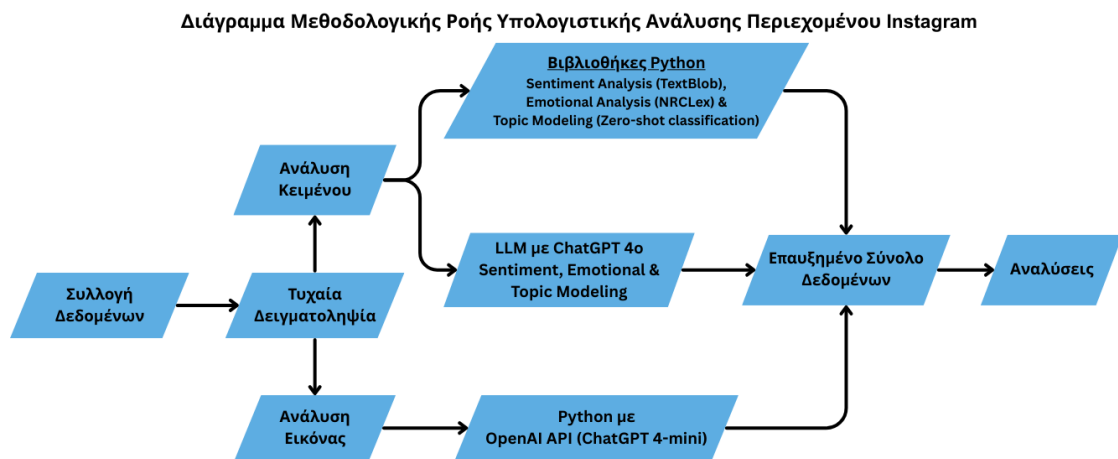 Διάγραμμα Μεθοδολογικής Ροής Υπολογιστικής Ανάλυσης Περιεχομένου Instagram
Βιβλιοθήκες Python
Sentiment Analysis (TextBlob),
Emotional Analysis (NRCLex) &
Topic Modeling (Zero-shot classification)
Ανάλυση
Κειμένου
LLM με ChatGPT 4o
Sentiment, Emotional &
Topic Modeling
Επαυξημένο Σύνολο
Δεδομένων
Αναλύσεις
Συλλογή
Δεδομένων
Τυχαία
Δειγματοληψία
Ανάλυση
Εικόνας
Python με
OpenAI API (ChatGPT 4-mini)